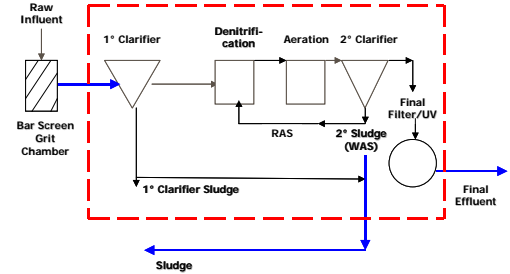 Raw
Influent
1° Clarifier
Denitrifi-
cation
Aeration
2° Clarifier
Final
Filter/UV
Bar Screen
Grit
Chamber
RAS
2° Sludge
(WAS)
1° Clarifier Sludge
Final
Effluent
Sludge